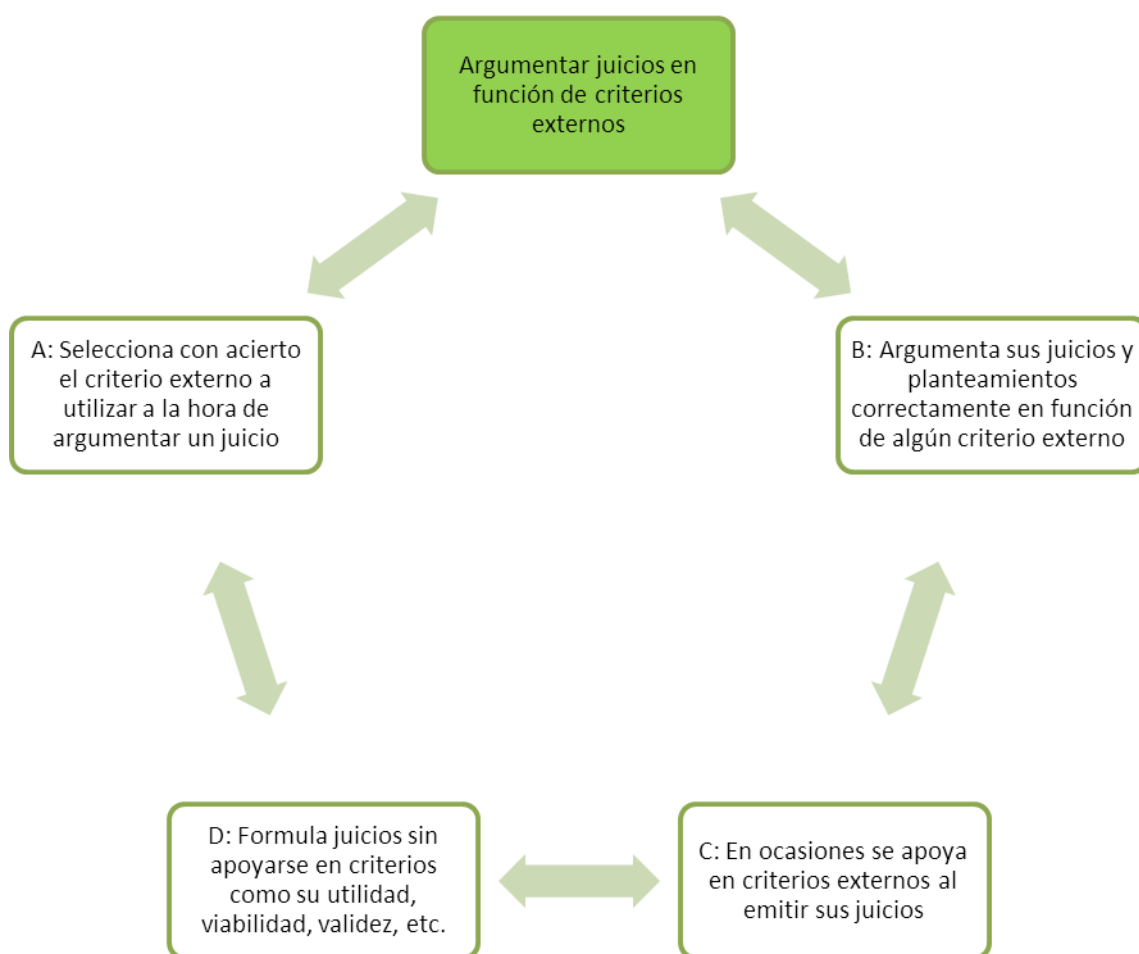 Argumentar juicios en
función de criterios
externos
A: Selecciona con acierto
el criterio externo a
utilizar a la hora de
argumentar un juicio
B: Argumenta sus juicios y
planteamientos
correctamente en función
de algún criterio externo
D: Formula juicios sin
apoyarse en criterios
como su utilidad,
viabilidad, validez, etc.
C: En ocasiones se apoya
en criterios externos al
emitir sus juicios